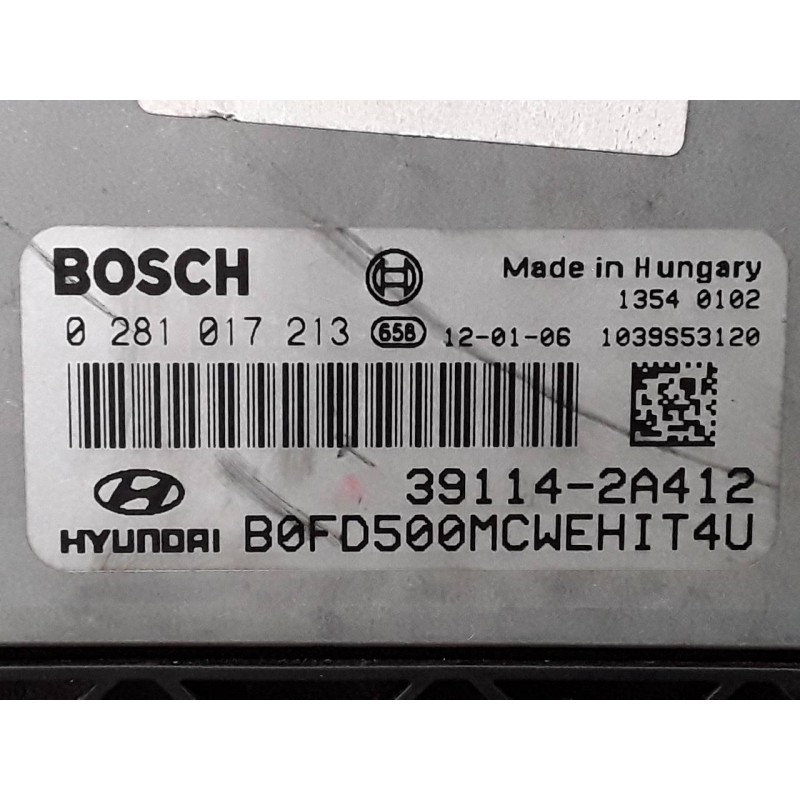 BOSCH
Made in Hungary
1354 0102
0 281 017 213 658 12-01-06 1039S53120
39114-2A412
HYUNDAI B0FD500MCWEHIT4U